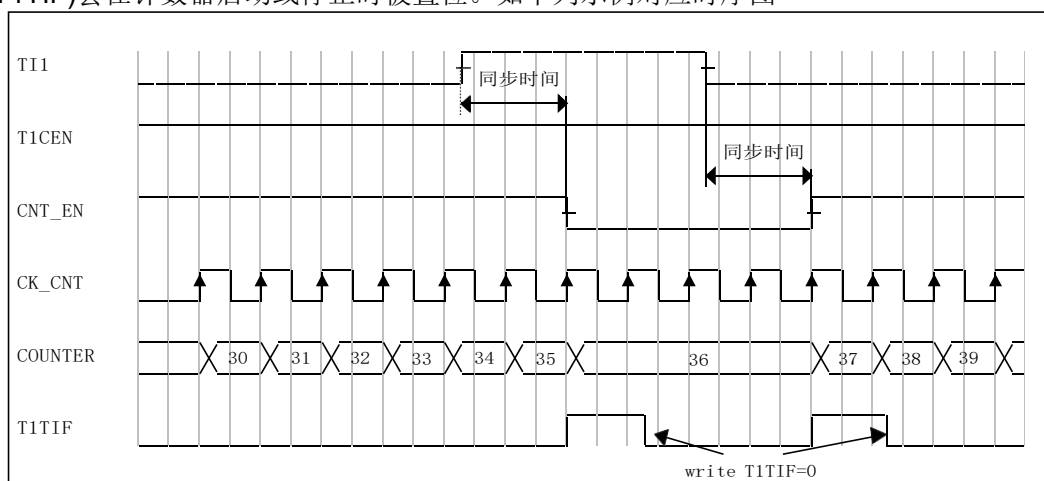 TI1
同步时间
T1CEN
同步时间
CNT_EN
CK_CNT
COUNTER 30 31 32 33 34 35 36 37 38 39
T1TIF
write T1TIF=0